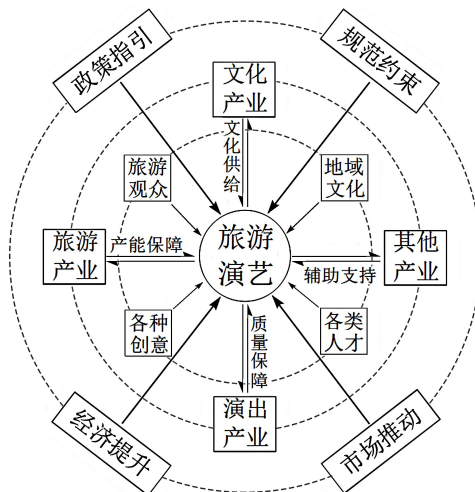 政策指引
规范约束
文化
产业
文化供给
旅游
观众
地域
文化
旅游
产业
产能保障
旅游
演艺
辅助支持
其他
产业
各种
创意
质量保障
各类
人才
演出
产业
经济提升
市场推动